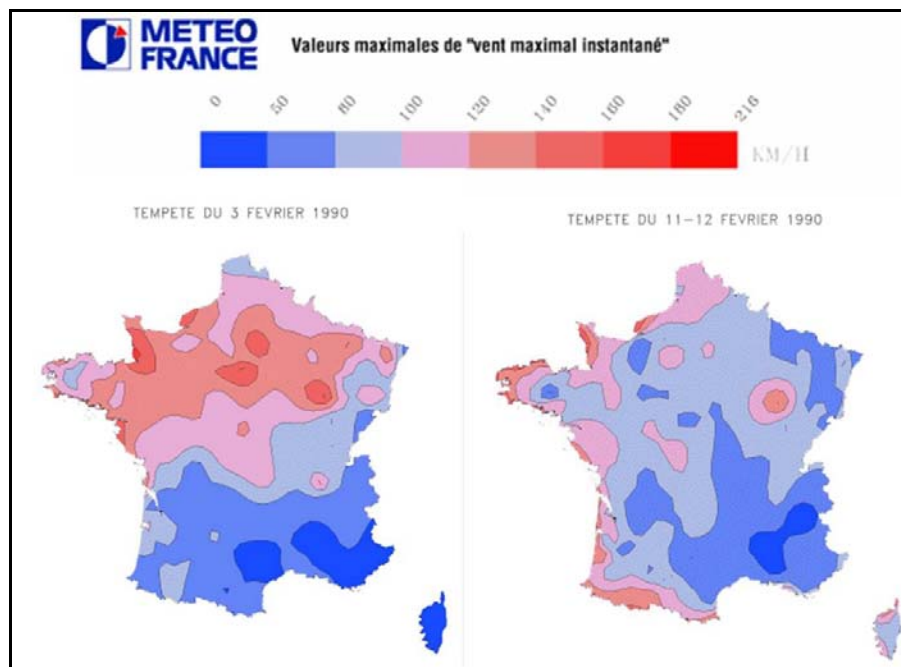 METEO
FRANCE
Valeurs maximales de "vent maximal instantané"
0 50 80 100 120 140 160 180 216
KM/H
TEMPETE DU 3 FEVRIER 1990
TEMPETE DU 11-12 FEVRIER 1990